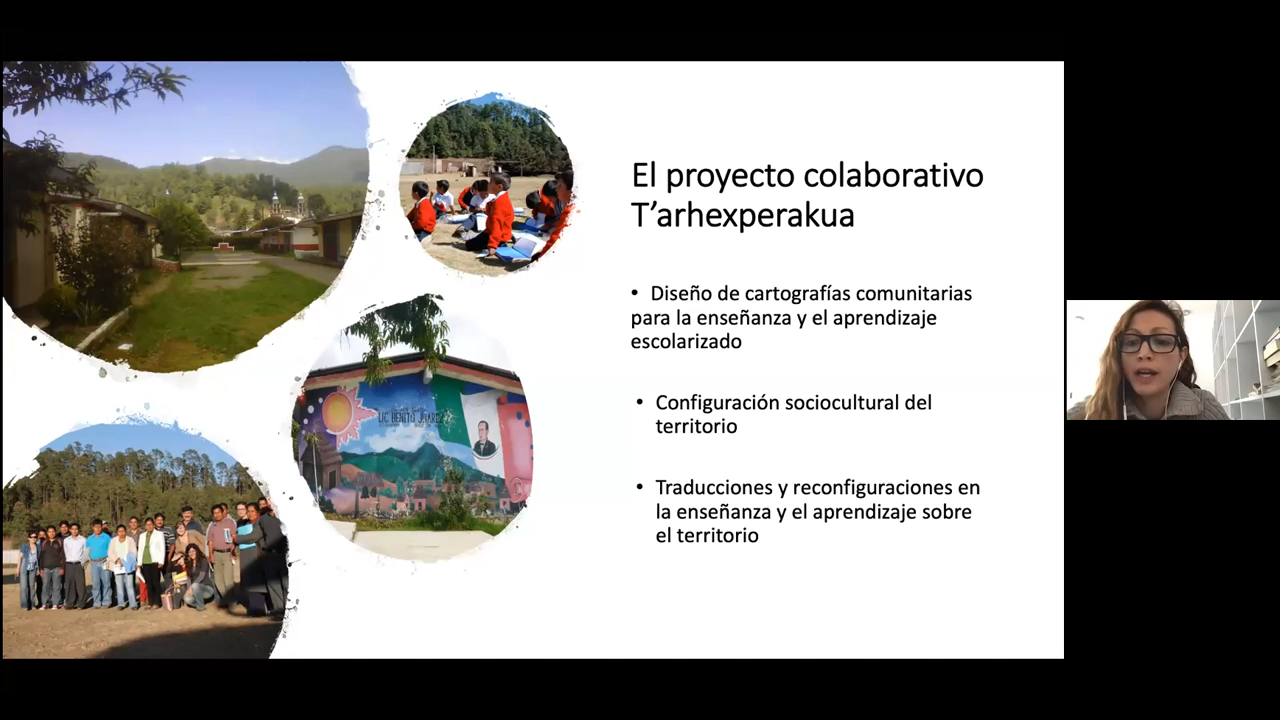 El proyecto colaborativo
T’arhexperakua
• Diseño de cartografías comunitarias
para la enseñanza y el aprendizaje
escolarizado
• Configuración sociocultural del
territorio
• Traducciones y reconfiguraciones en
la enseñanza y el aprendizaje sobre
el territorio
LIC. BENITO JUAREZ